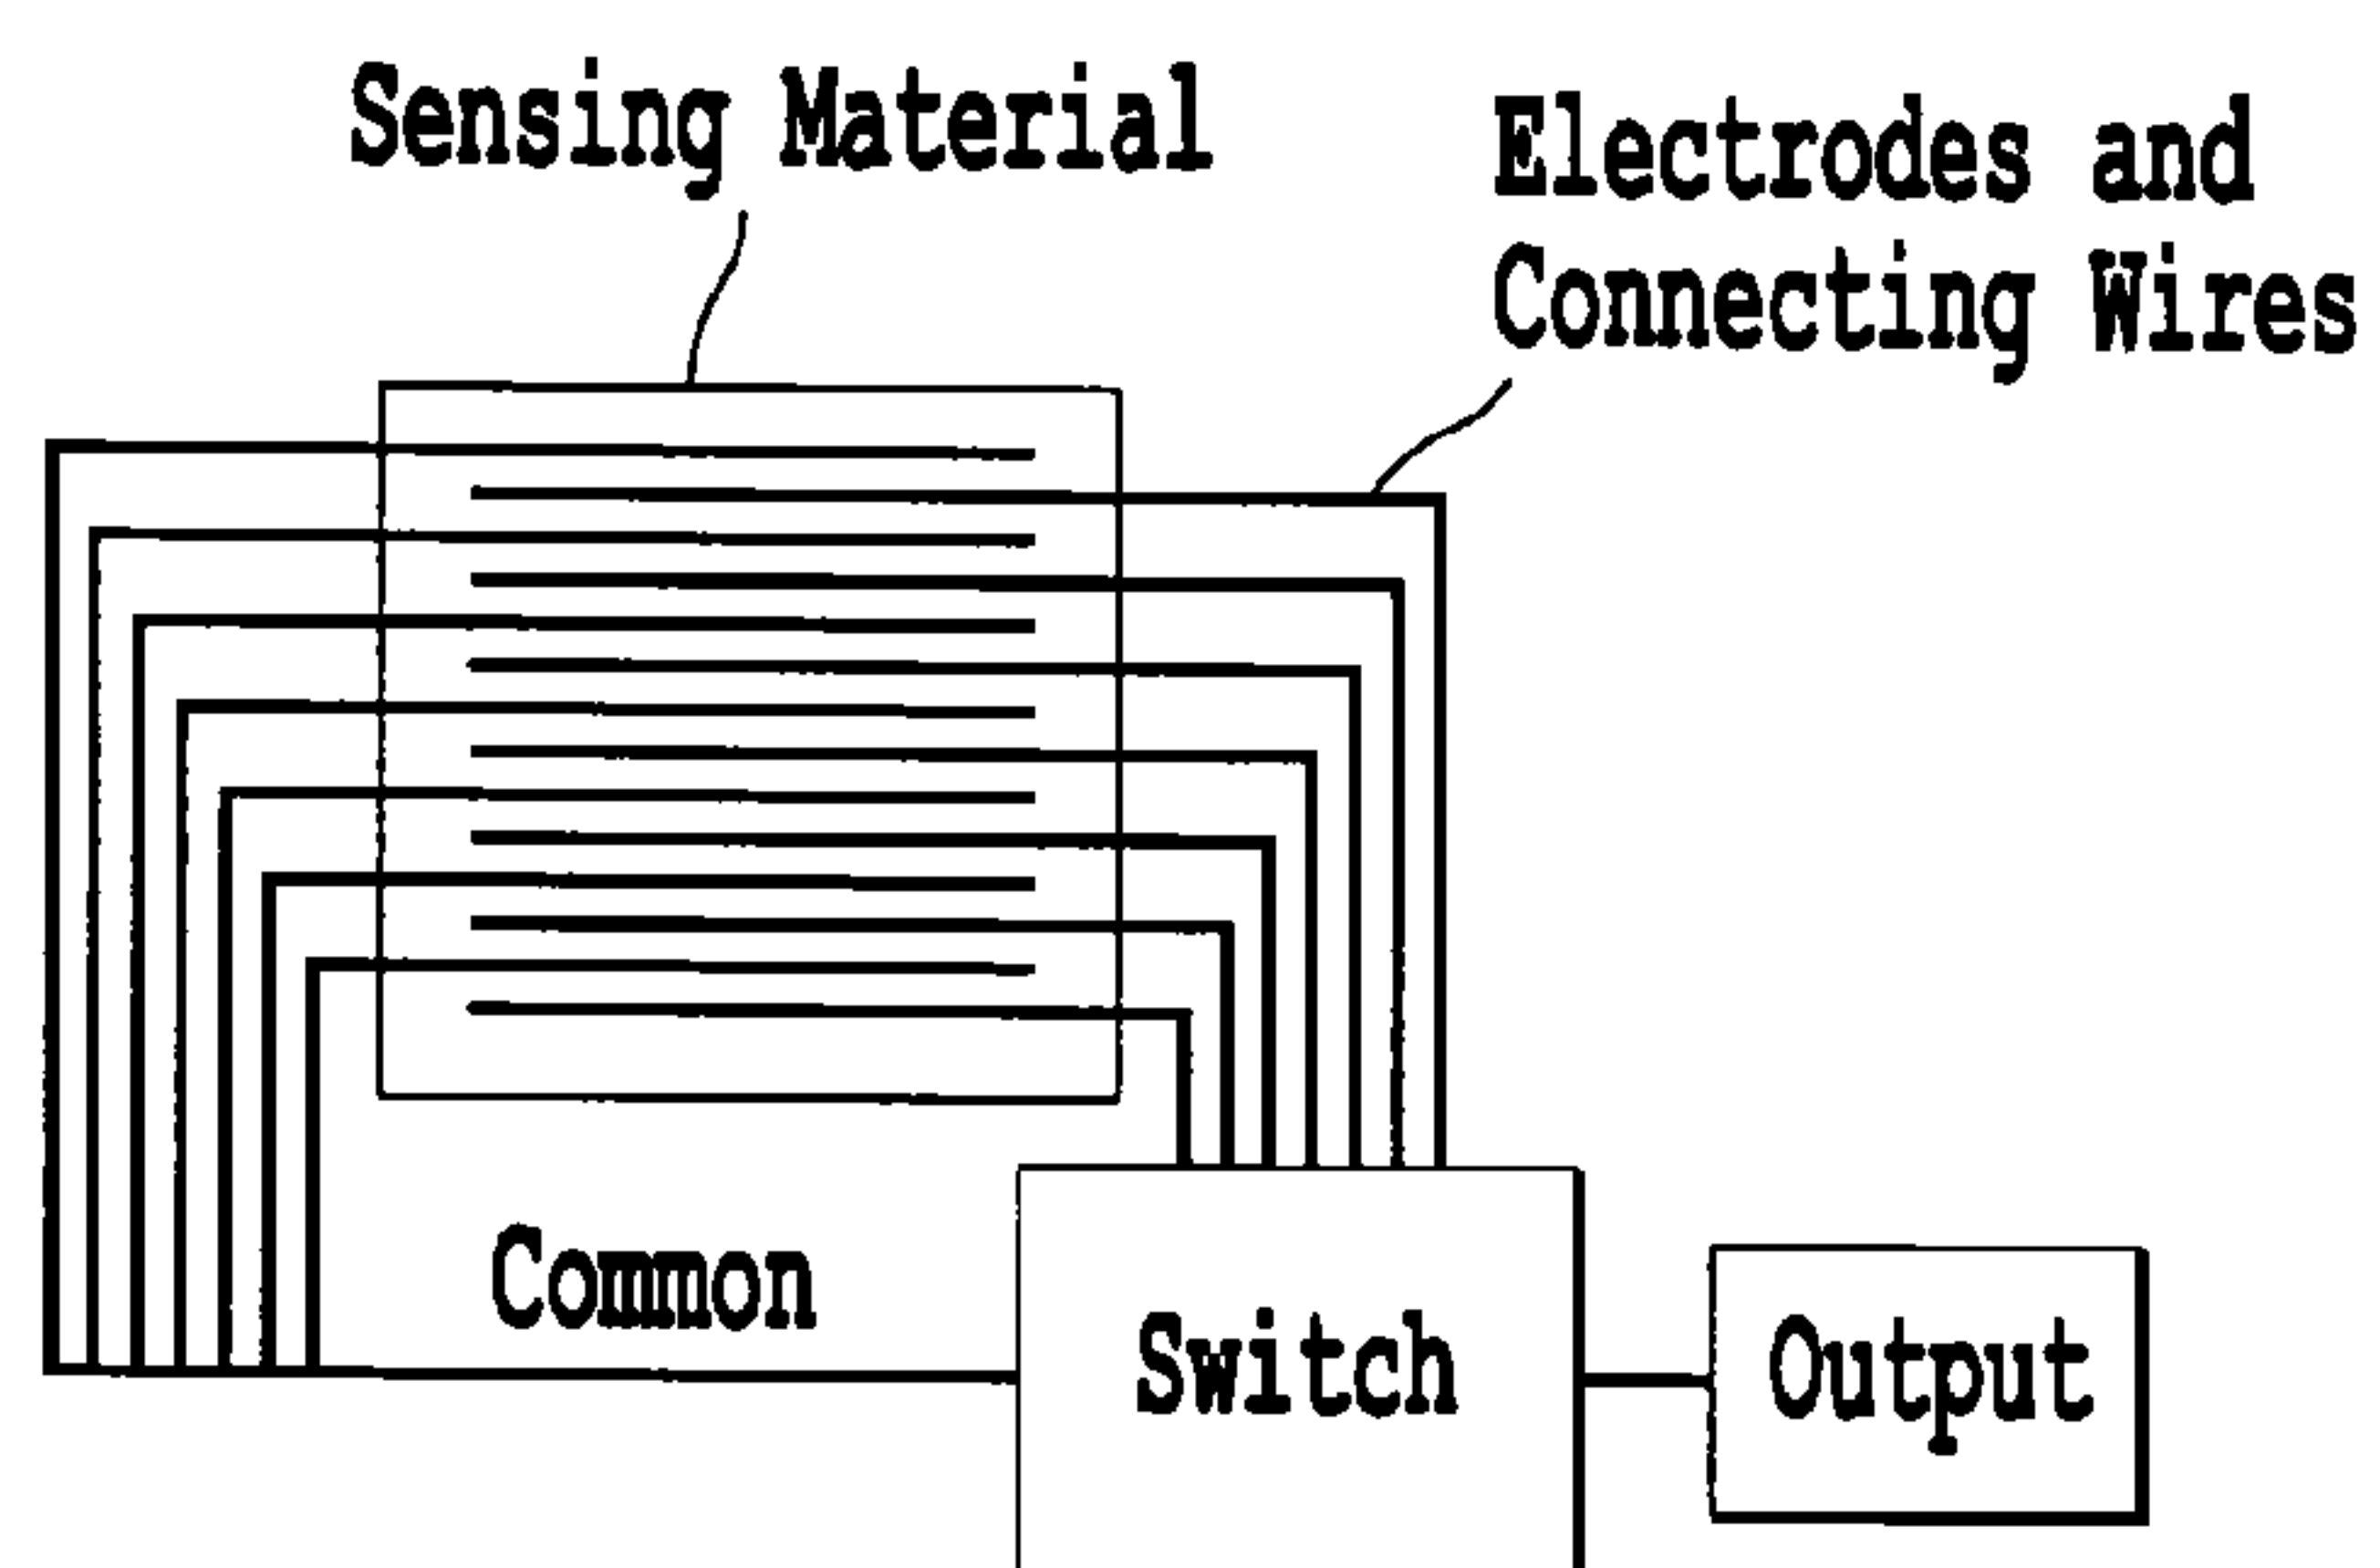 Sensing Material
Electrodes and
Connecting Wires
Common
Switch
Output